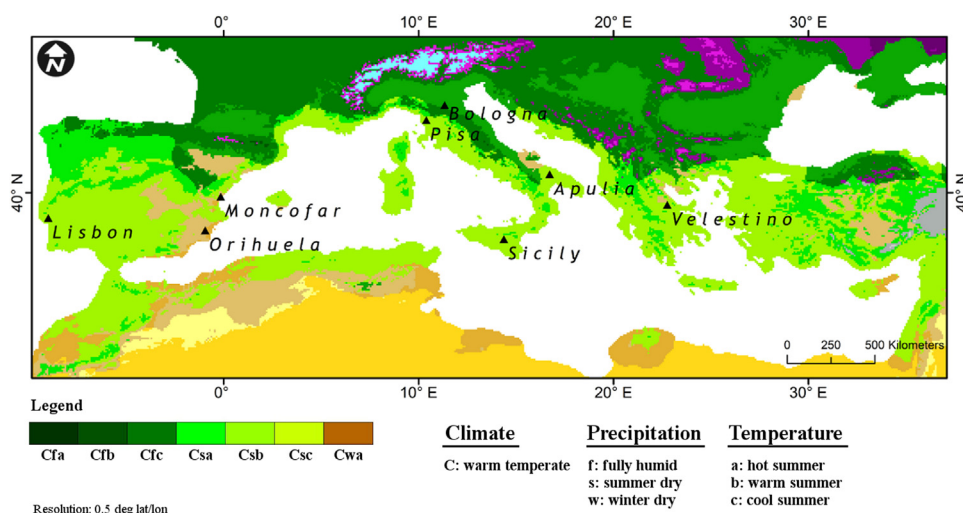 0° 10° E 20° E 30° E
N
Bologna
Pisa
40° N
Apulia
40° N
Moncofar
Velestino
Lisbon
Orihuela
Sicily
0 250 500 Kilometers
0° 10° E 20° E 30° E
Legend
Cfa Cfb Cfc Csa Csb Csc Cwa
Climate Precipitation Temperature
C: warm temperate f: fully humid a: hot summer
s: summer dry b: warm summer
w: winter dry c: cool summer
Resolution: 0.5 deg lat/lon